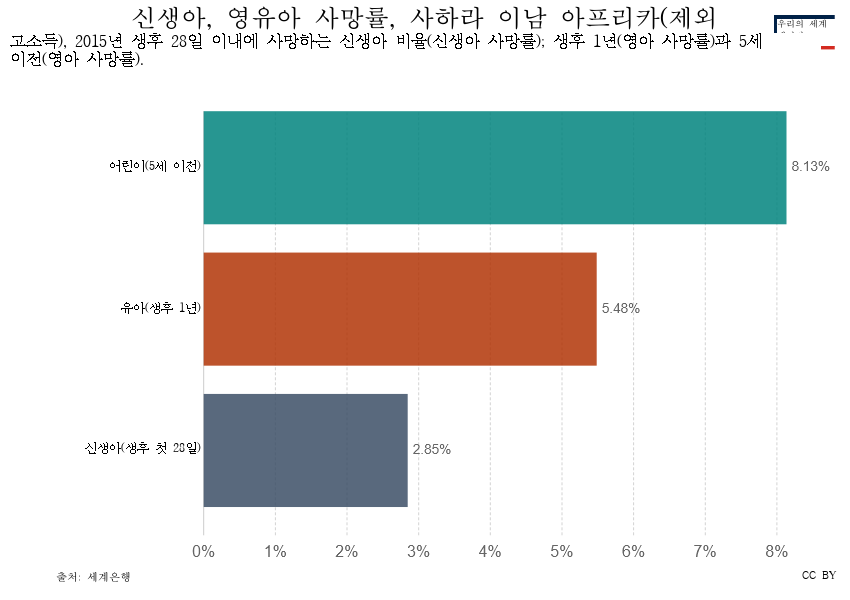 신생아, 영유아 사망률, 사하라 이남 아프리카(제외
고소득), 2015년 생후 28일 이내에 사망하는 신생아 비율(신생아 사망률); 생후 1년(영아 사망률)과 5세
이전(영아 사망률).
우리의 세계
어린이(5세 이전)
8.13%
유아(생후 1년)
5.48%
신생아(생후 첫 28일)
2.85%
0% 1% 2% 3% 4% 5% 6% 7% 8%
출처: 세계은행
CC BY